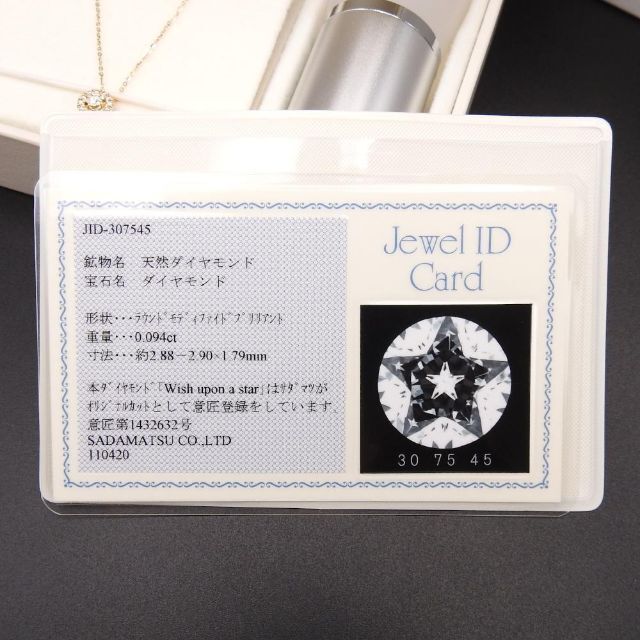 JID-307545
鉱物名 天然ダイヤモンド
宝石名 ダイヤモンド
形状･･･ﾗｳﾝﾄﾞﾓﾃﾞｨﾌｧｲﾄﾞﾌﾞﾘﾘｱﾝﾄ
重量･･･0.094ct
寸法･･･約2.88－2.90×1.79mm
本ﾀﾞｲﾔﾓﾝﾄﾞ｢Wish upon a star｣はｻﾀﾞﾏﾂが
ｵﾘｼﾞﾅﾙｶｯﾄとして意匠登録をしています。
意匠第1432632号
SADAMATSU CO.,LTD
110420
Jewel ID
Card
30 75 45